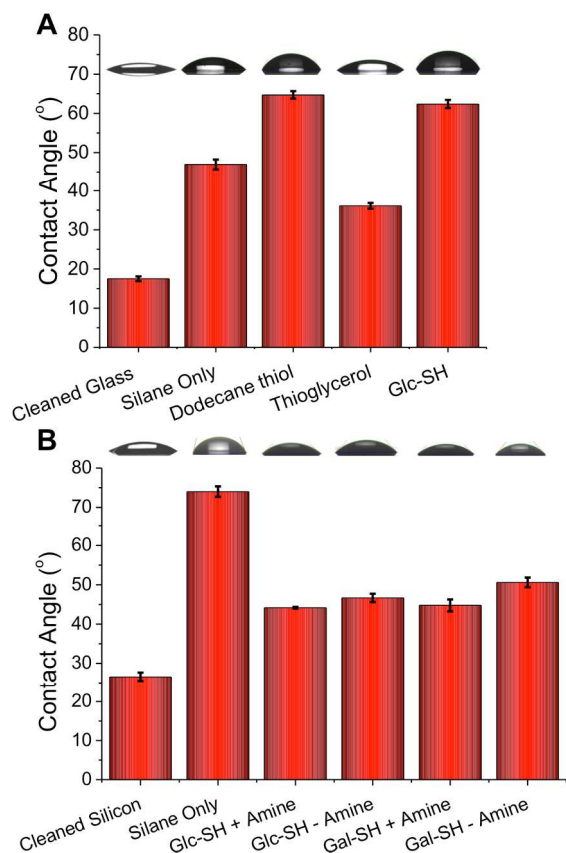 A
80
70
60
50
40
30
20
10
0
Contact Angle (°)
Cleaned Glass
Silane Only
Dodecane thiol
Thioglycerol
Glc-SH
B
80
70
60
50
40
30
20
10
0
Contact Angle (°)
Cleaned Silicon
Silane Only
Glc-SH + Amine
Glc-SH - Amine
Gal-SH + Amine
Gal-SH - Amine